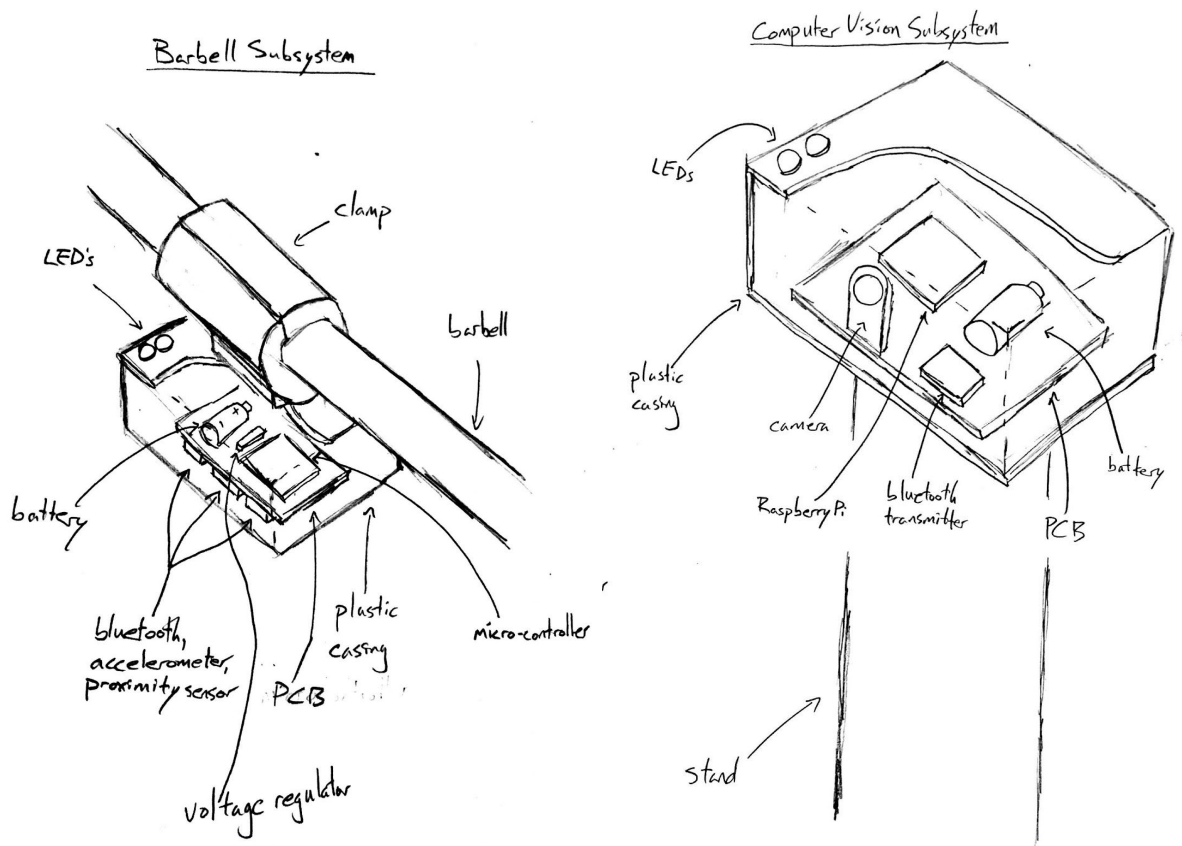 Barbell Subsystem
clamp
LED's
barbell
battery
bluetooth,
accelerometer,
proximity sensor
PCB
plastic
casing
micro-controller
voltage regulator
Computer Vision Subsystem
LEDs
plastic
casing
camera
Raspberry Pi
bluetooth
transmitter
PCB
battery
stand